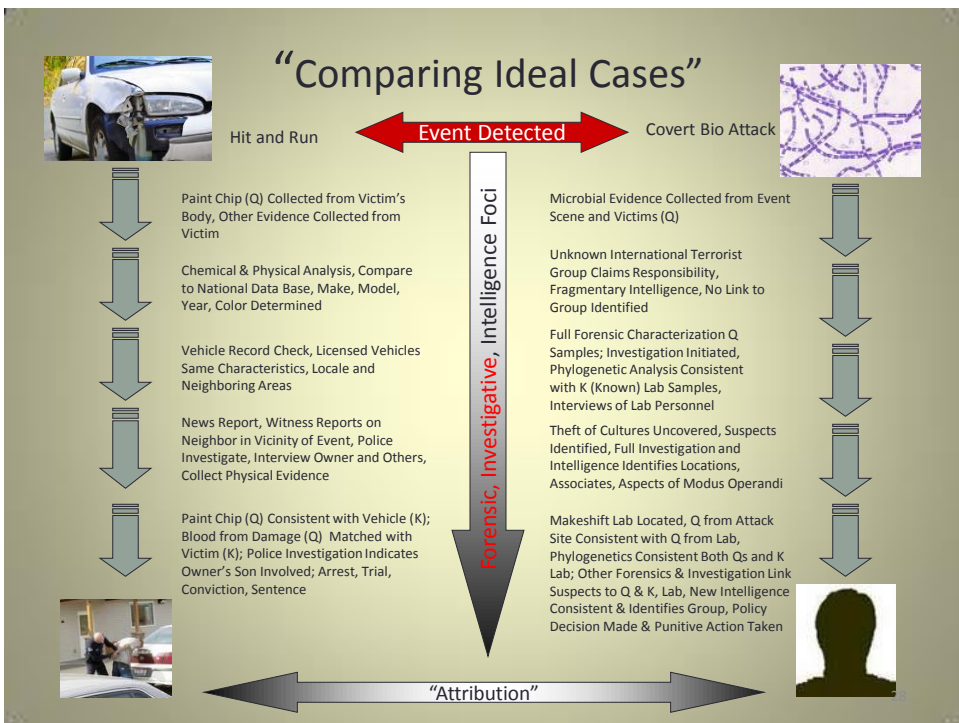 “Comparing Ideal Cases”
Hit and Run
Event Detected
Covert Bio Attack
Paint Chip (Q) Collected from Victim’s
Body, Other Evidence Collected from
Victim
Chemical & Physical Analysis, Compare
to National Data Base, Make, Model,
Year, Color Determined
Vehicle Record Check, Licensed Vehicles
Same Characteristics, Locale and
Neighboring Areas
News Report, Witness Reports on
Neighbor in Vicinity of Event, Police
Investigate, Interview Owner and Others,
Collect Physical Evidence
Paint Chip (Q) Consistent with Vehicle (K);
Blood from Damage (Q) Matched with
Victim (K); Police Investigation Indicates
Owner’s Son Involved; Arrest, Trial,
Conviction, Sentence
Forensic, Investigative, Intelligence Foci
Microbial Evidence Collected from Event
Scene and Victims (Q)
Unknown International Terrorist
Group Claims Responsibility,
Fragmentary Intelligence, No Link to
Group Identified
Full Forensic Characterization Q
Samples; Investigation Initiated,
Phylogenetic Analysis Consistent
with K (Known) Lab Samples,
Interviews of Lab Personnel
Theft of Cultures Uncovered, Suspects
Identified, Full Investigation and
Intelligence Identifies Locations,
Associates, Aspects of Modus Operandi
Makeshift Lab Located, Q from Attack
Site Consistent with Q from Lab,
Phylogenetics Consistent Both Qs and K
Lab; Other Forensics & Investigation Link
Suspects to Q & K, Lab, New Intelligence
Consistent & Identifies Group, Policy
Decision Made & Punitive Action Taken
“Attribution”
28